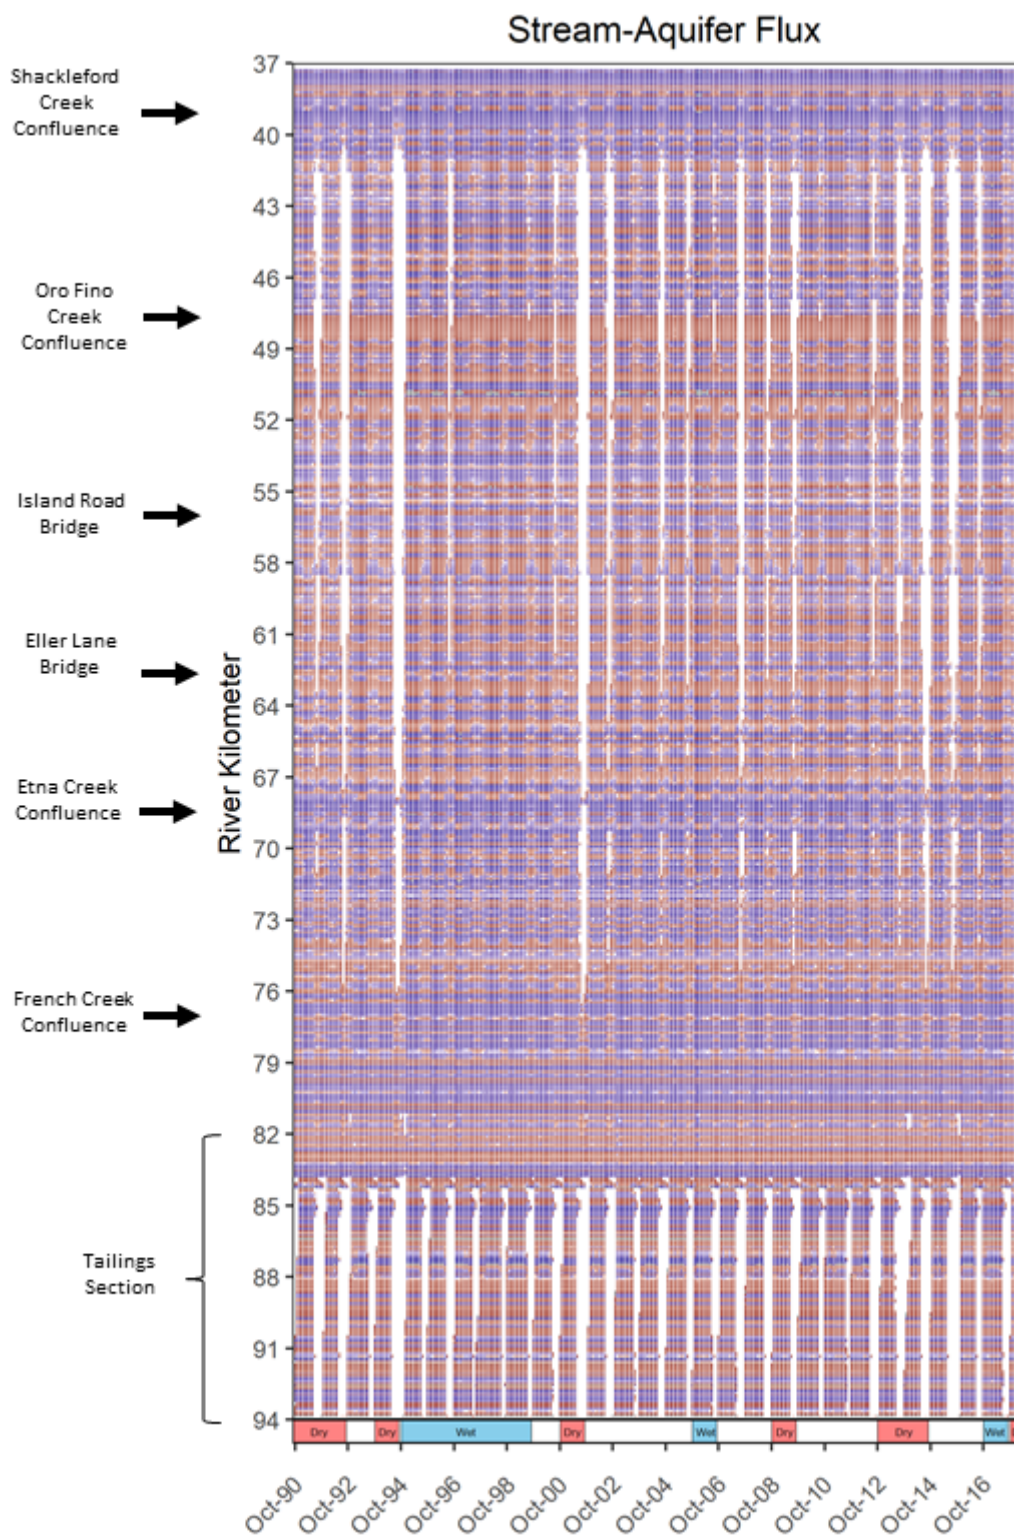 Stream-Aquifer Flux
Shackleford
Creek
Confluence
Oro Fino
Creek
Confluence
Island Road
Bridge
Eller Lane
Bridge
Etna Creek
Confluence
French Creek
Confluence
Tailings
Section
River Kilometer
37
40
43
46
49
52
55
58
61
64
67
70
73
76
79
82
85
88
91
94
Dry
Dry
Wet
Dry
Wet
Dry
Dry
Wet
Oct-90
Oct-92
Oct-94
Oct-96
Oct-98
Oct-00
Oct-02
Oct-04
Oct-06
Oct-08
Oct-10
Oct-12
Oct-14
Oct-16